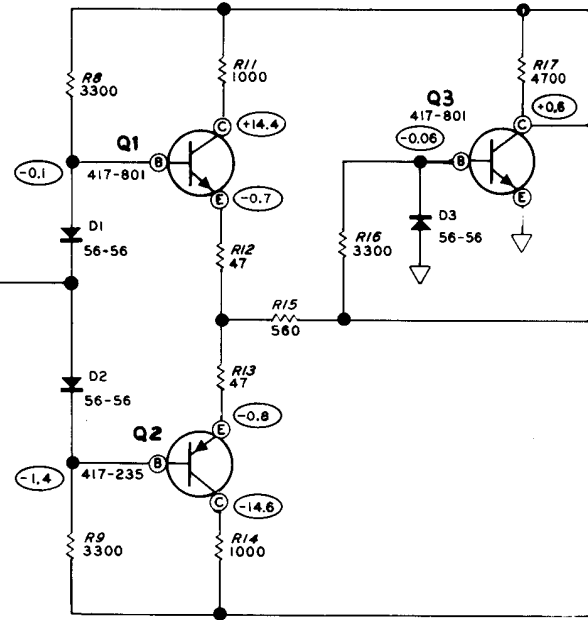 R8
3300
R11
1000
R17
4700
C
+14.4
Q1
417-801
B
-0.1
E
-0.7
Q3
417-801
C
+0.6
-0.06
B
E
D1
56-56
R12
47
R16
3300
D3
56-56
R15
560
D2
56-56
R13
47
Q2
E
-0.8
417-235
B
-1.4
C
-14.6
R9
3300
R14
1000